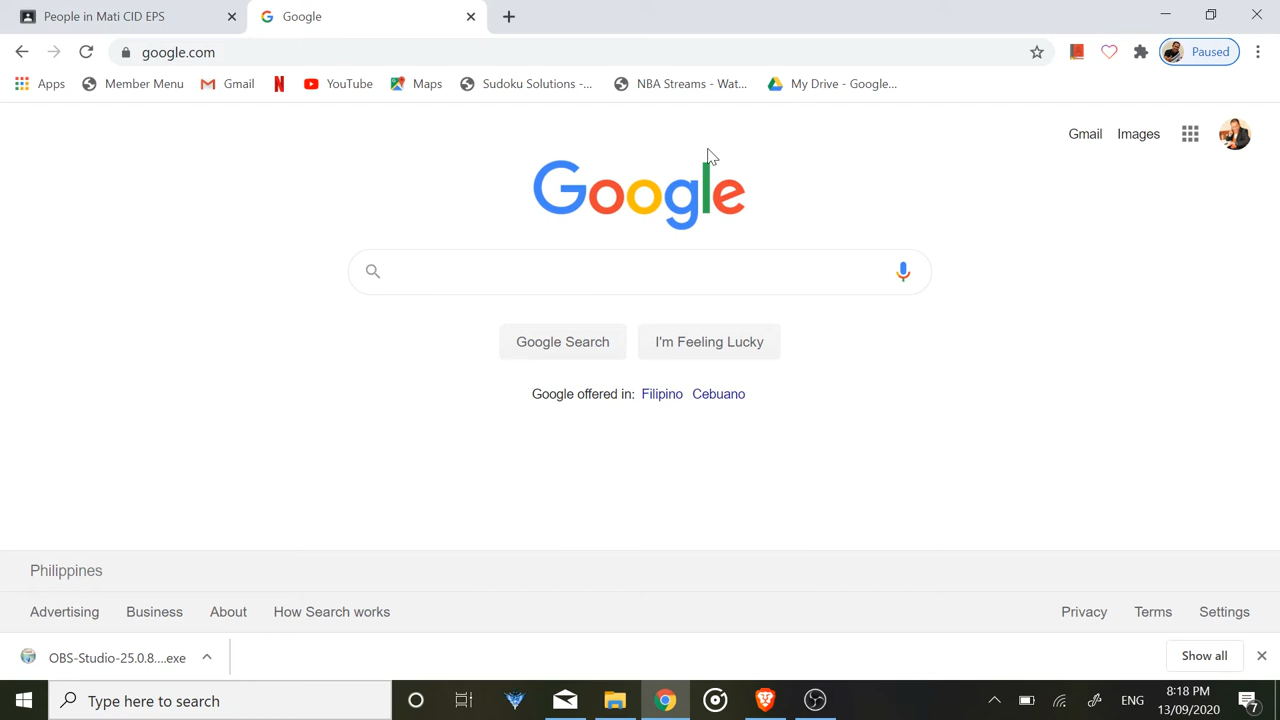 People in Mati CID EPS
Google
google.com
Paused
Apps
Member Menu
Gmail
YouTube
Maps
Sudoku Solutions -...
NBA Streams - Wat...
My Drive - Google...
Gmail
Images
Google
Google Search
I'm Feeling Lucky
Google offered in: Filipino Cebuano
Philippines
Advertising
Business
About
How Search works
Privacy
Terms
Settings
OBS-Studio-25.0.8....exe
Show all
Type here to search
ENG
8:18 PM
13/09/2020
7